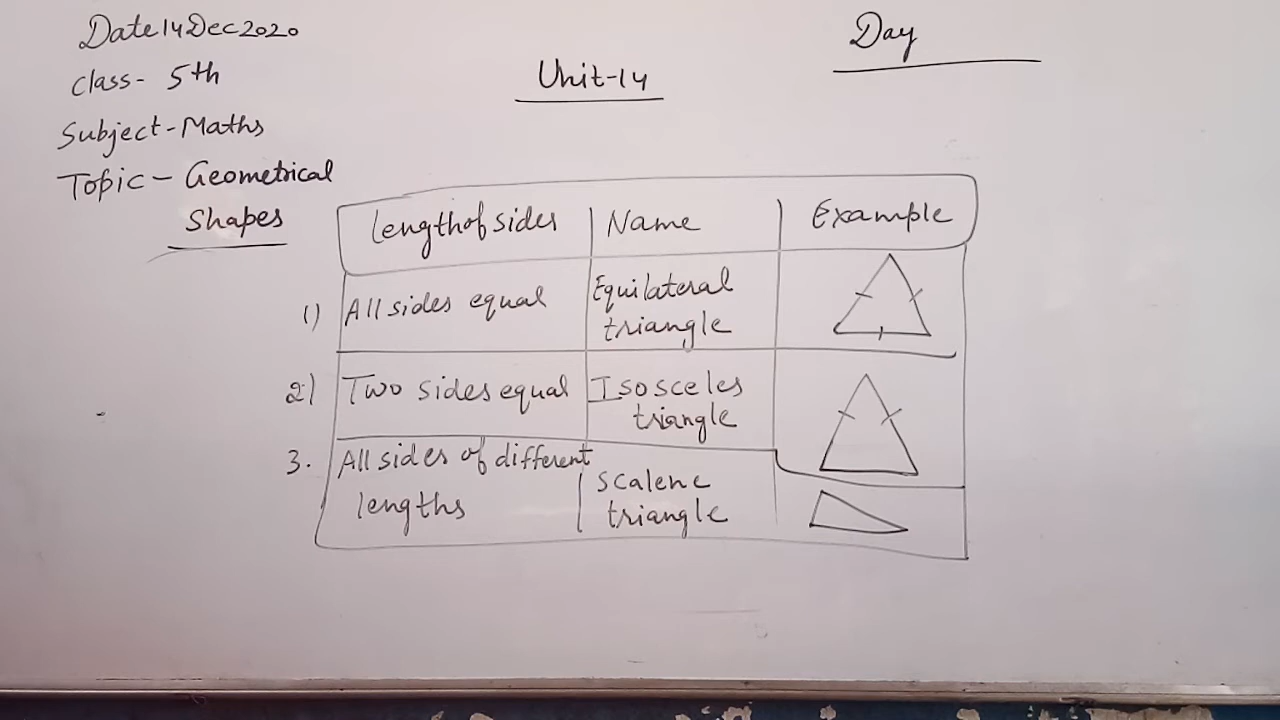 Date 14 Dec 2020
Day
Class- 5th
Unit-14
Subject-Maths
Topic - Geometrical
Shapes
length of sides Name Example
1) All sides equal Equilateral
triangle
2) Two sides equal Isosceles
triangle
3. All sides of different
lengths
Scalene
triangle